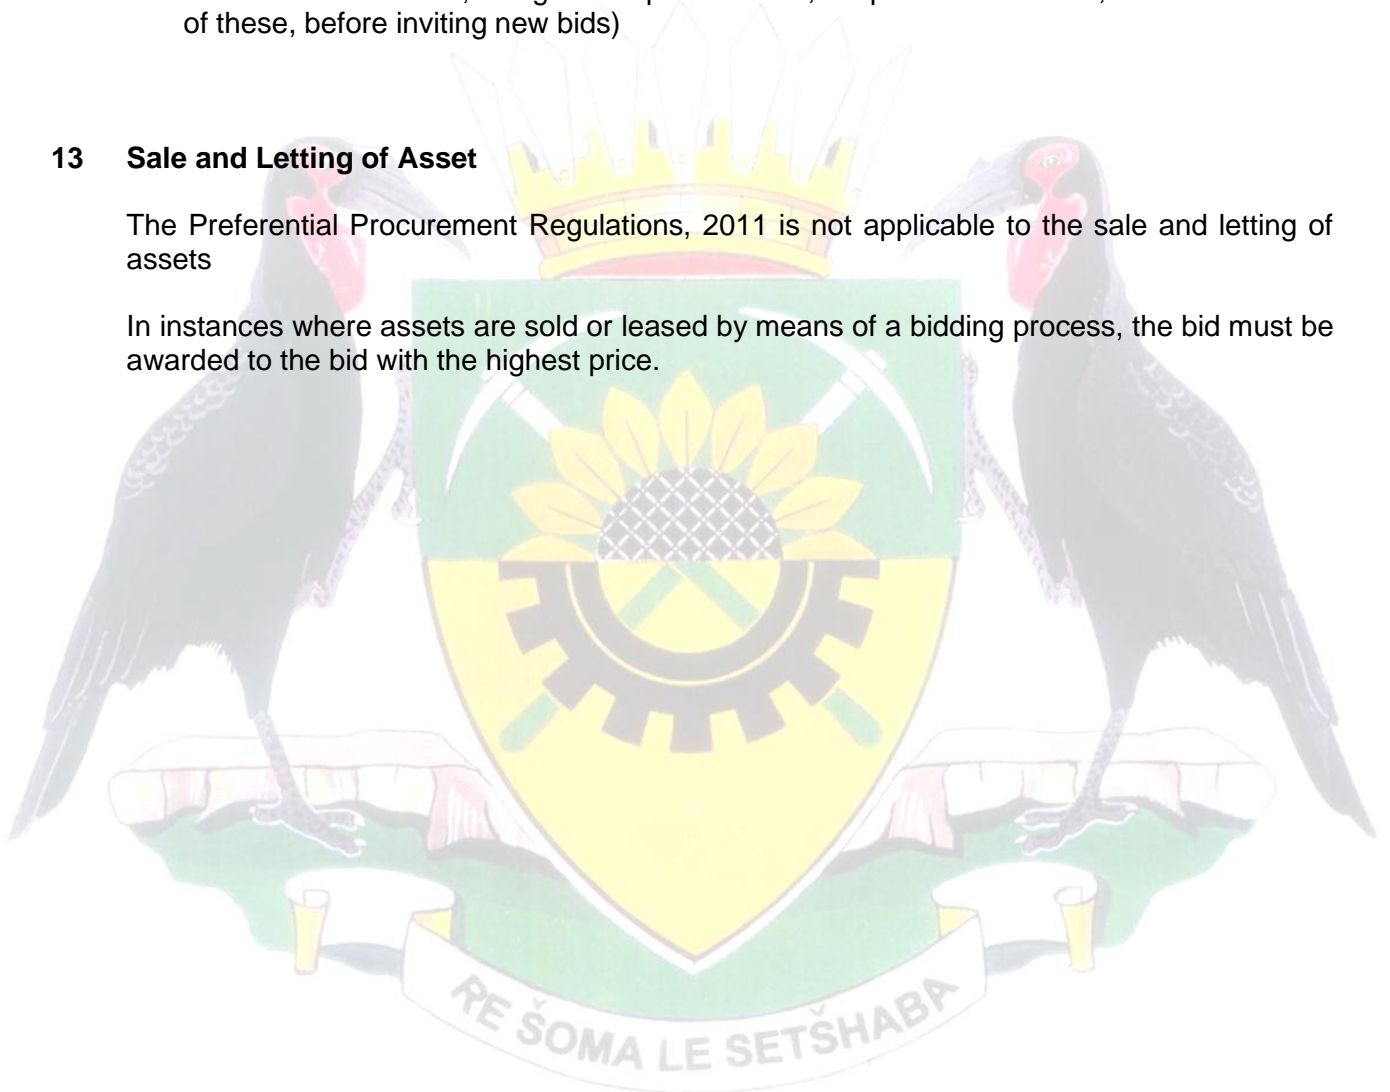 of these, before inviting new bids)
13 Sale and Letting of Asset
The Preferential Procurement Regulations, 2011 is not applicable to the sale and letting of
assets
In instances where assets are sold or leased by means of a bidding process, the bid must be
awarded to the bid with the highest price.
RE ŠOMA LE SETŠHABA